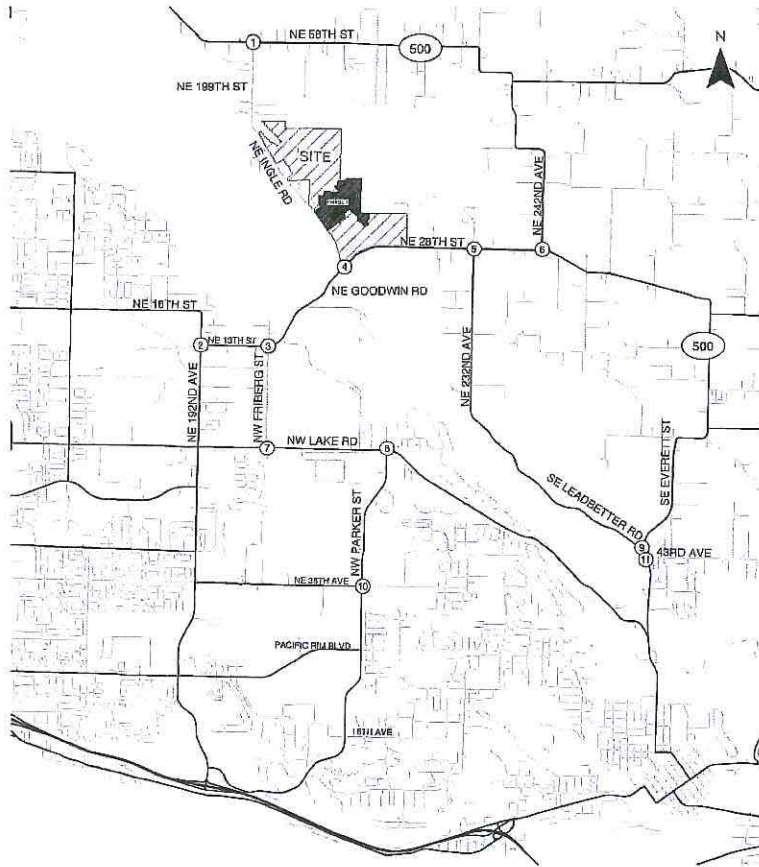 1
NE 58TH ST
500
N
NE 199TH ST
NE INGLE RD
SITE
NE 242ND AVE
NE 28TH ST
5
6
4
NE GOODWIN RD
NE 18TH ST
2
NE 13TH ST
3
500
NE 192ND AVE
NW FRIBERG ST
NE 232ND AVE
7
NW LAKE RD
8
SE EVERETT ST
SE LEADBETTER RD
9
11
43RD AVE
NW PARKER ST
NE 38TH AVE
10
PACIFIC RIM BLVD
16TH AVE